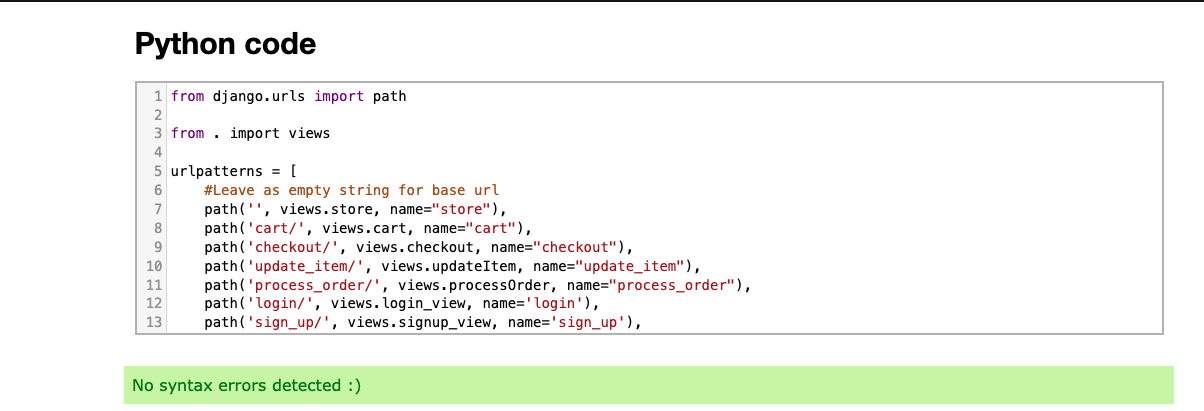 Python code
1 from django.urls import path
2
3 from . import views
4
5 urlpatterns = [
6     #Leave as empty string for base url
7     path('', views.store, name="store"),
8     path('cart/', views.cart, name="cart"),
9     path('checkout/', views.checkout, name="checkout"),
10     path('update_item/', views.updateItem, name="update_item"),
11     path('process_order/', views.processOrder, name="process_order"),
12     path('login/', views.login_view, name='login'),
13     path('sign_up/', views.signup_view, name='sign_up'),
No syntax errors detected :)